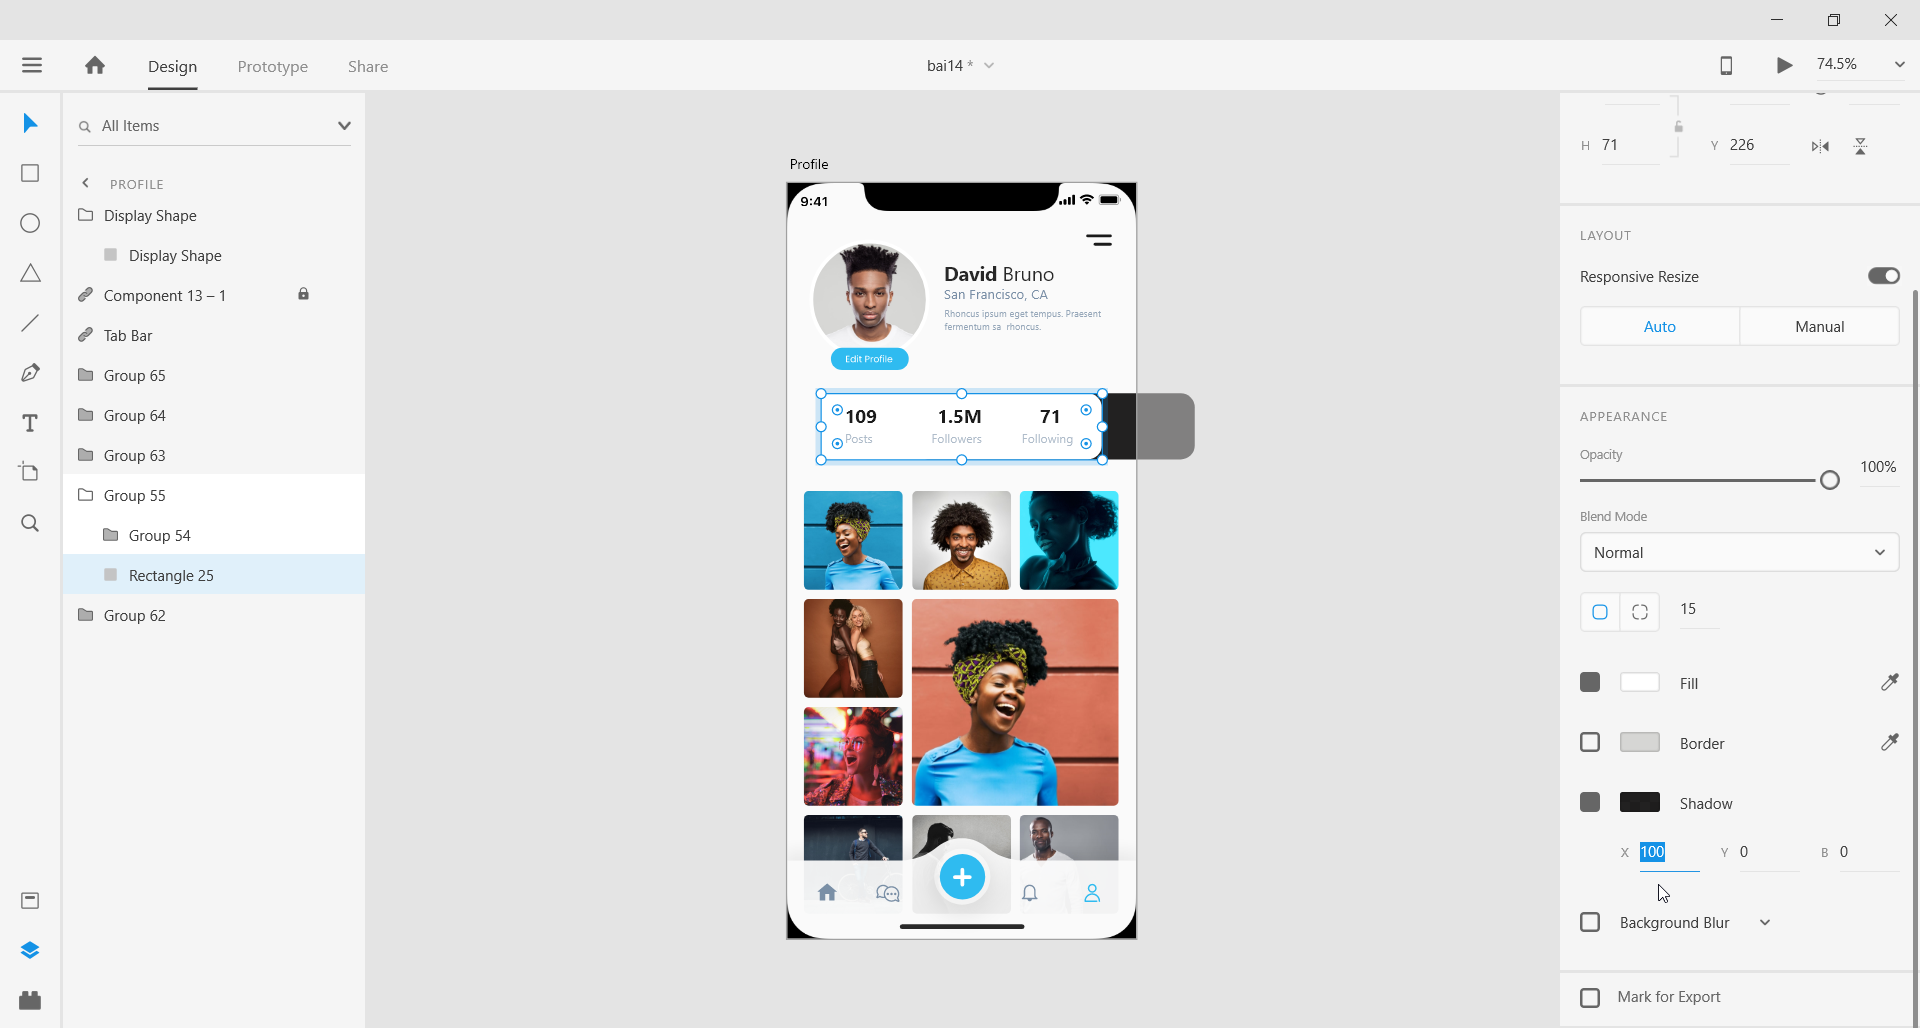 Design
Prototype
Share
bai14 *
74.5%
All Items
PROFILE
Display Shape
Display Shape
Component 13 – 1
Tab Bar
Group 65
Group 64
Group 63
Group 55
Group 54
Rectangle 25
Group 62
Profile
9:41
David Bruno
San Francisco, CA
Rhoncus ipsum eget tempus. Praesent
fermentum sa rhoncus.
Edit Profile
109 1.5M 71
Posts Followers Following
H 71 Y 226
LAYOUT
Responsive Resize
Auto Manual
APPEARANCE
Opacity
100%
Blend Mode
Normal
15
Fill
Border
Shadow
X 100 Y 0 B 0
Background Blur
Mark for Export